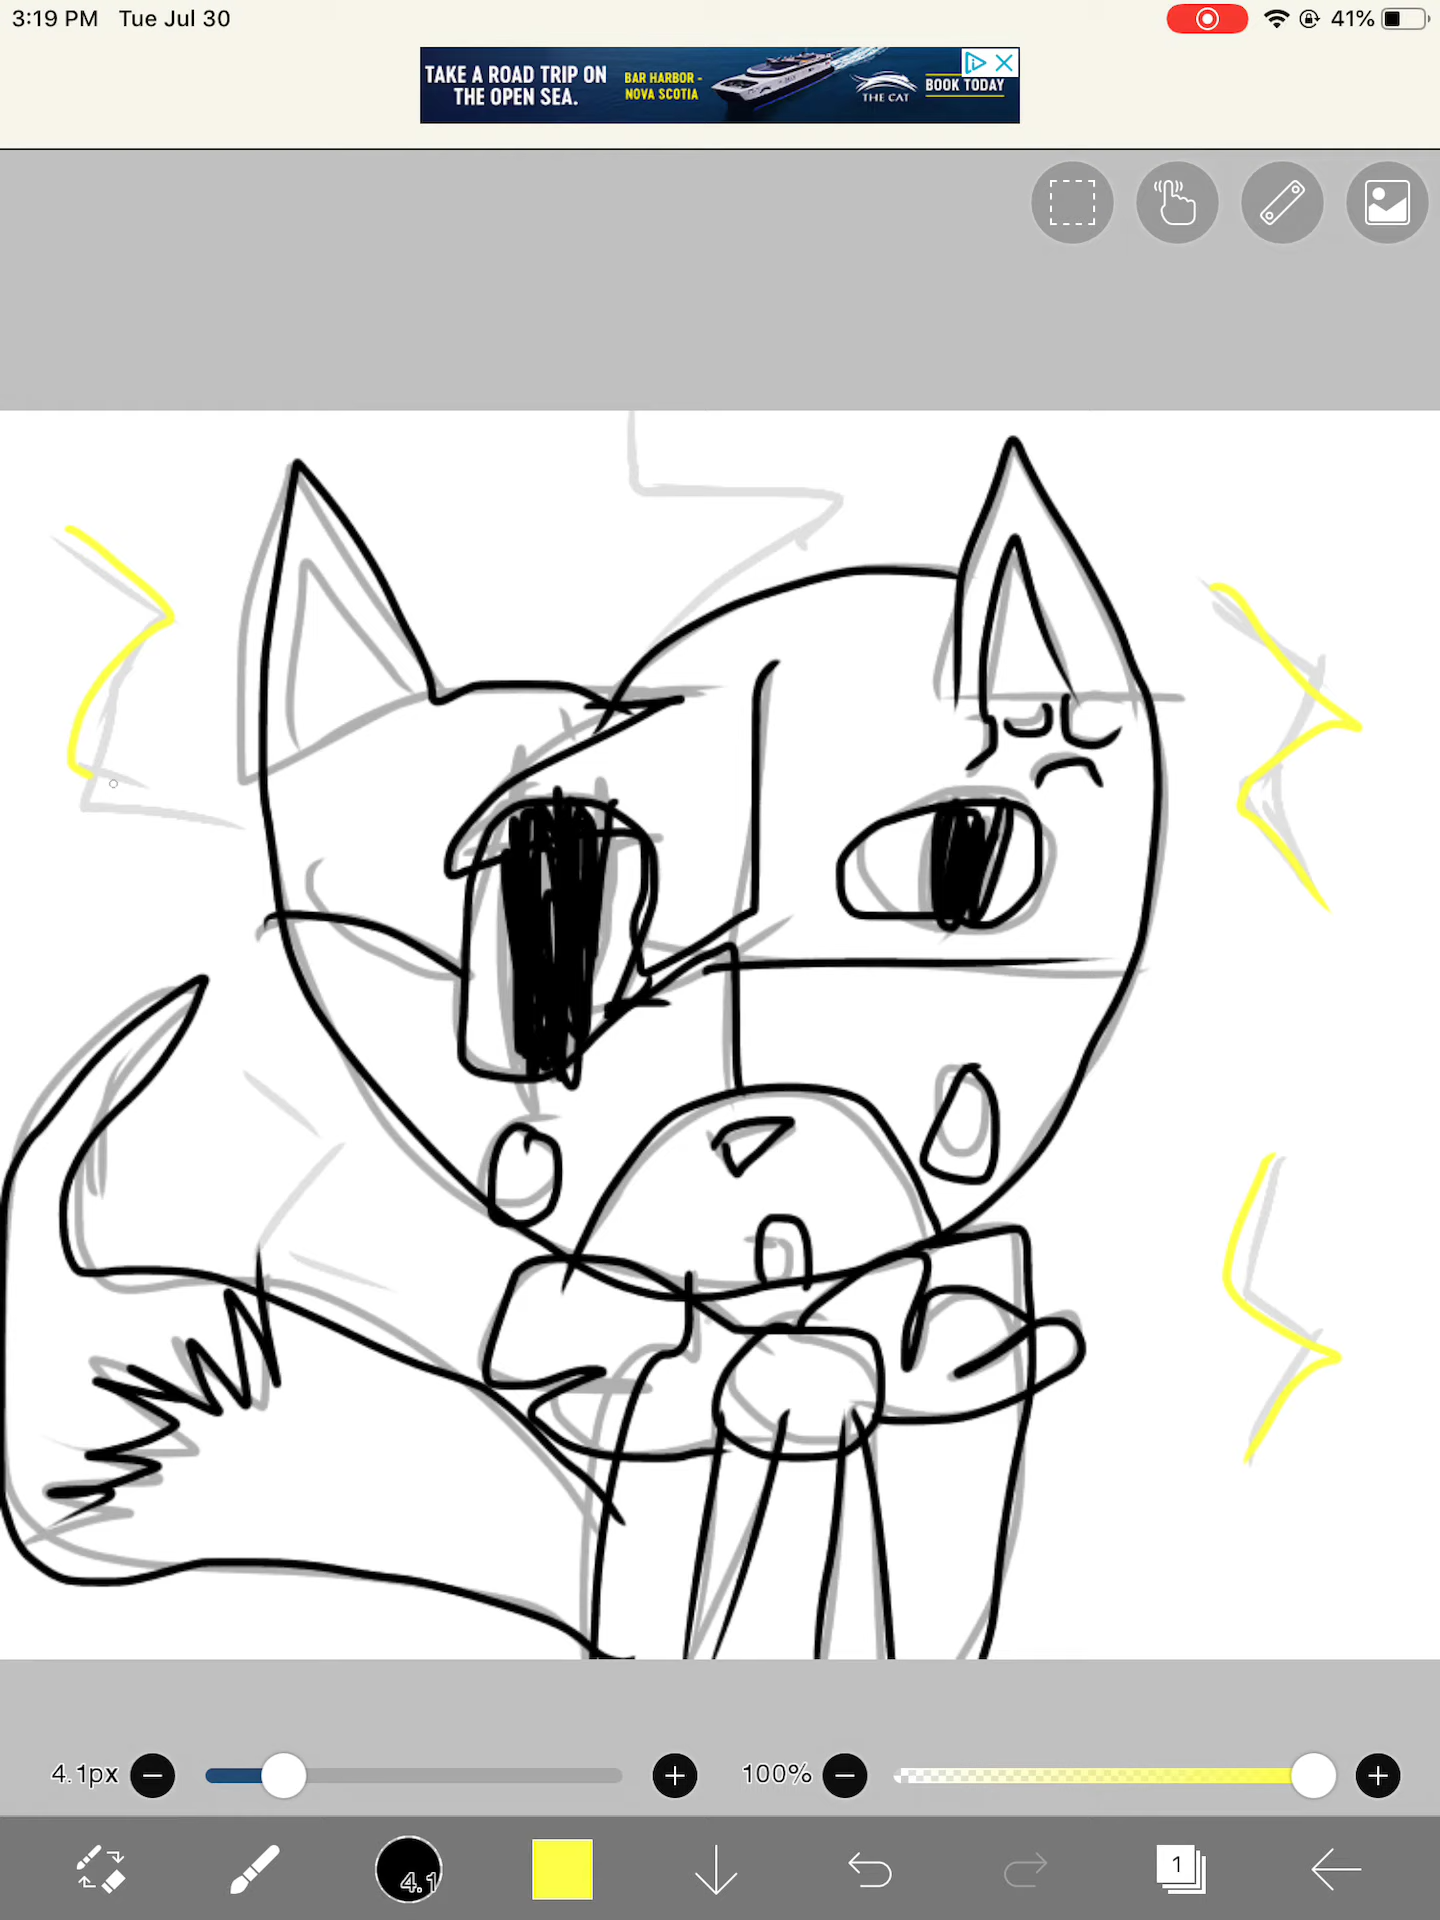 3:19 PM Tue Jul 30
41%
TAKE A ROAD TRIP ON
THE OPEN SEA.
BAR HARBOR -
NOVA SCOTIA
THE CAT
BOOK TODAY
4.1px
100%
4.1
1